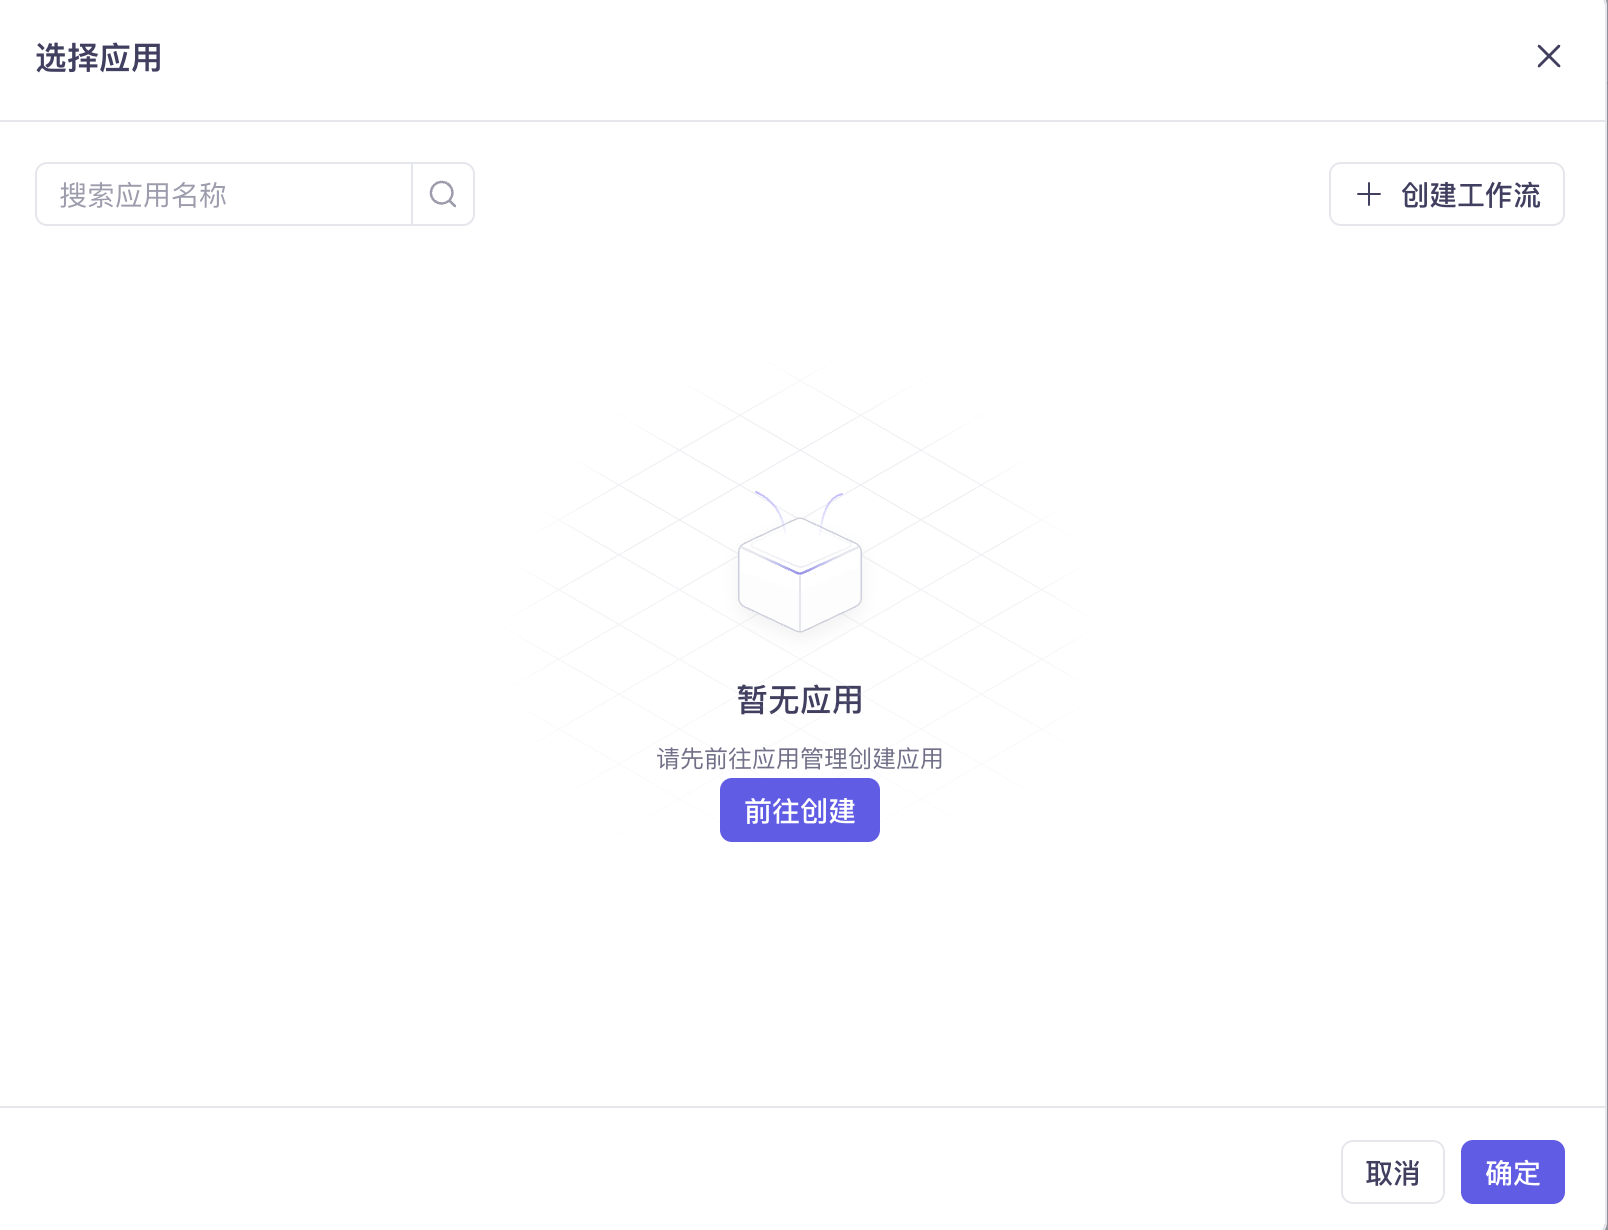 选择应用
搜索应用名称
创建工作流
暂无应用
请先前往应用管理创建应用
前往创建
取消
确定